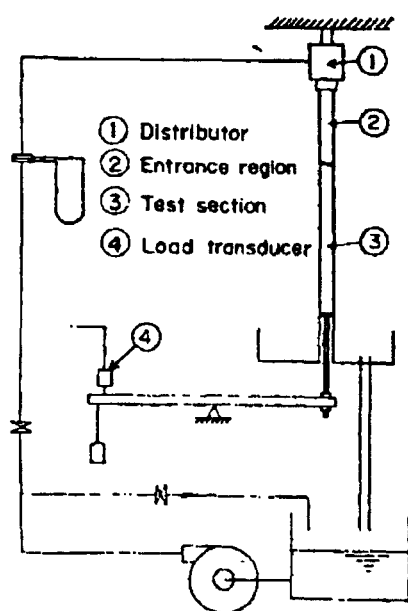 ① Distributor
② Entrance region
③ Test section
④ Load transducer
①
②
③
④